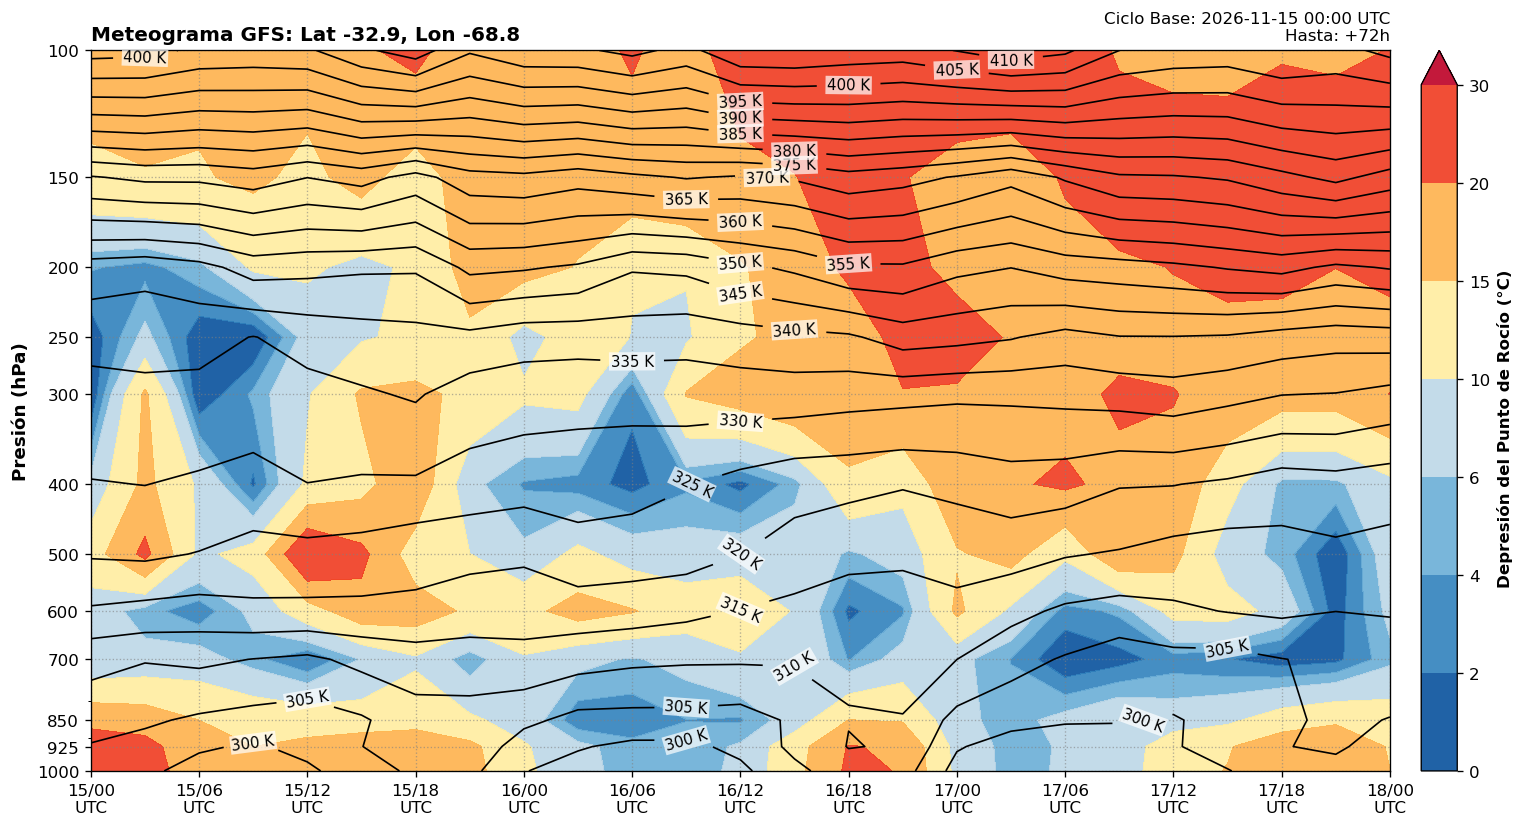 Ciclo Base: 2026-11-15 00:00 UTC
Meteograma GFS: Lat -32.9, Lon -68.8
Hasta: +72h
Presión (hPa)
100
150
200
250
300
400
500
600
700
850
925
1000
400 K
410 K
405 K
400 K
395 K
390 K
385 K
380 K
375 K
370 K
365 K
360 K
355 K
350 K
345 K
340 K
335 K
330 K
325 K
320 K
315 K
310 K
305 K
305 K
305 K
300 K
300 K
300 K
15/00
UTC
15/06
UTC
15/12
UTC
15/18
UTC
16/00
UTC
16/06
UTC
16/12
UTC
16/18
UTC
17/00
UTC
17/06
UTC
17/12
UTC
17/18
UTC
18/00
UTC
30
20
15
10
6
4
2
0
Depresión del Punto de Rocío (°C)